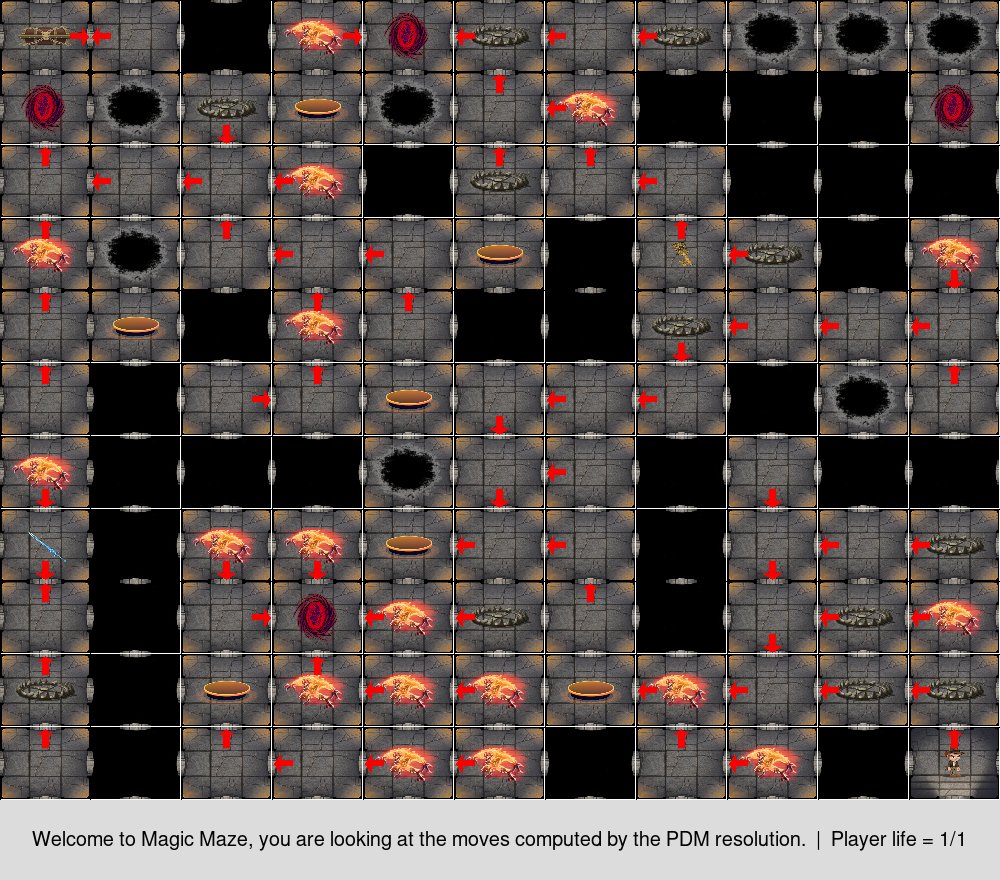 Welcome to Magic Maze, you are looking at the moves computed by the PDM resolution.  |  Player life = 1/1